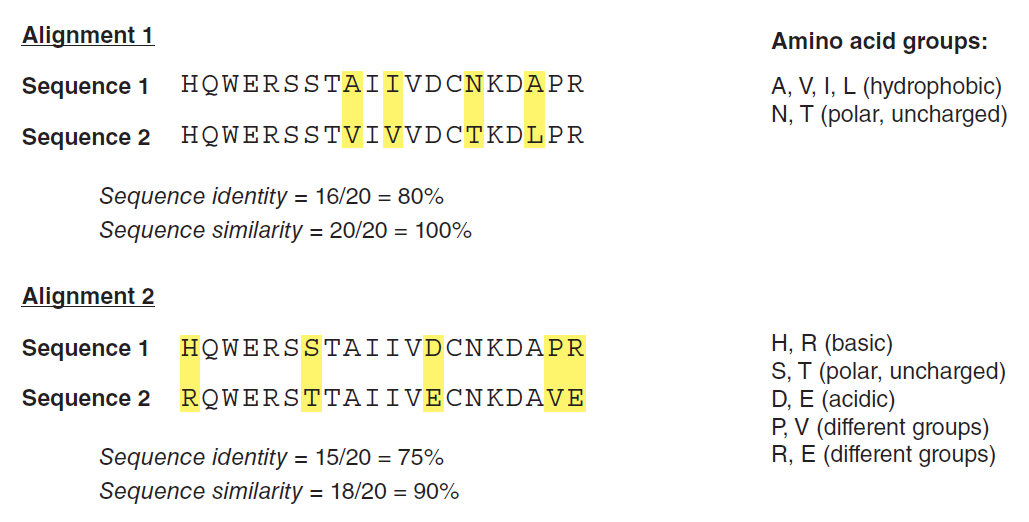 Alignment 1
Amino acid groups:
Sequence 1 HQWERSSTAIIVDCNKDAPR
A, V, I, L (hydrophobic)
N, T (polar, uncharged)
Sequence 2 HQWERSSTVIVVDCTKDLPR
Sequence identity = 16/20 = 80%
Sequence similarity = 20/20 = 100%
Alignment 2
Sequence 1 HQWERSSTAIIVDCNKDAPR
H, R (basic)
S, T (polar, uncharged)
Sequence 2 RQWERSTTAIIVECNKDAVE
D, E (acidic)
P, V (different groups)
R, E (different groups)
Sequence identity = 15/20 = 75%
Sequence similarity = 18/20 = 90%